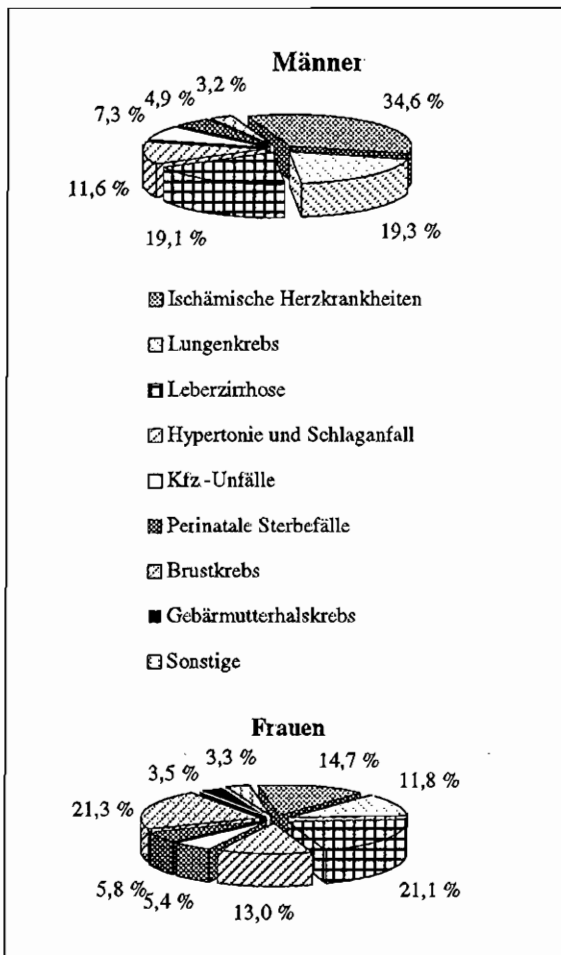 Männer
3,2 %
4,9 %
34,6 %
7,3 %
11,6 %
19,1 %
19,3 %
Ischämische Herzkrankheiten
Lungenkrebs
Leberzirrhose
Hypertonie und Schlaganfall
Kfz-Unfälle
Perinatale Sterbefälle
Brustkrebs
Gebärmutterhalskrebs
Sonstige
Frauen
3,3 %
14,7 %
3,5 %
11,8 %
21,3 %
5,8 %
5,4 %
13,0 %
21,1 %